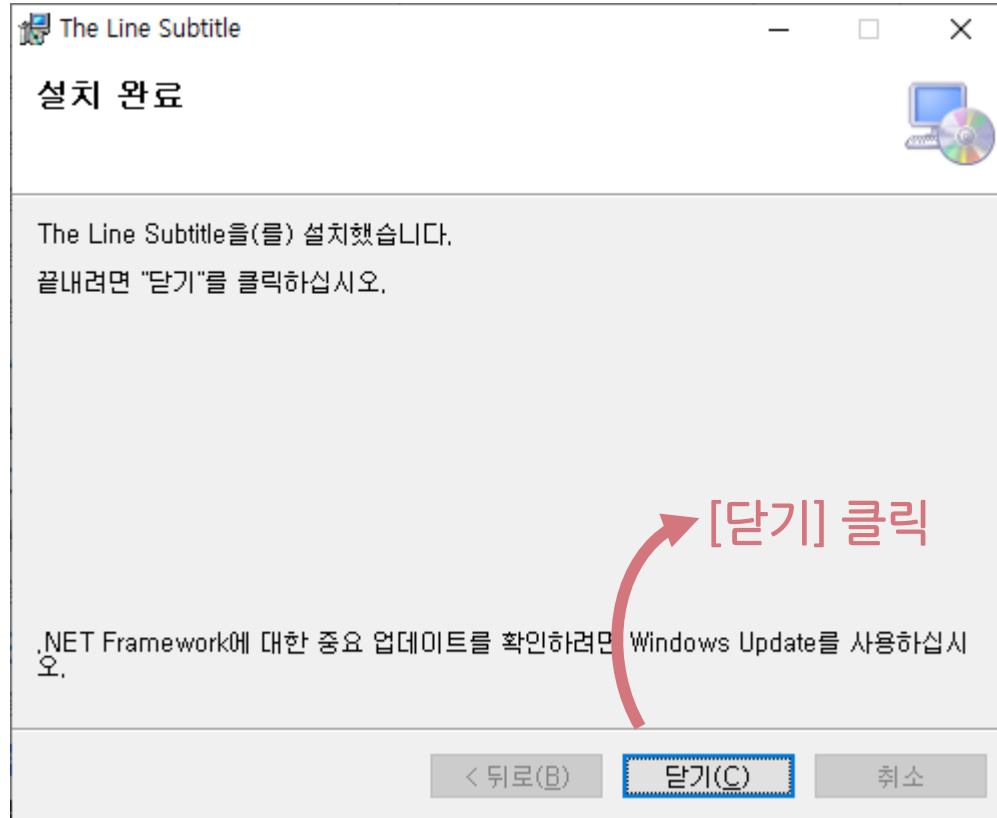 The Line Subtitle
설치 완료
The Line Subtitle을(를) 설치했습니다.
끝내려면 "닫기"를 클릭하십시오.
[닫기] 클릭
.NET Framework에 대한 중요 업데이트를 확인하려면 Windows Update를 사용하십시
오.
< 뒤로(B) 닫기(C) 취소